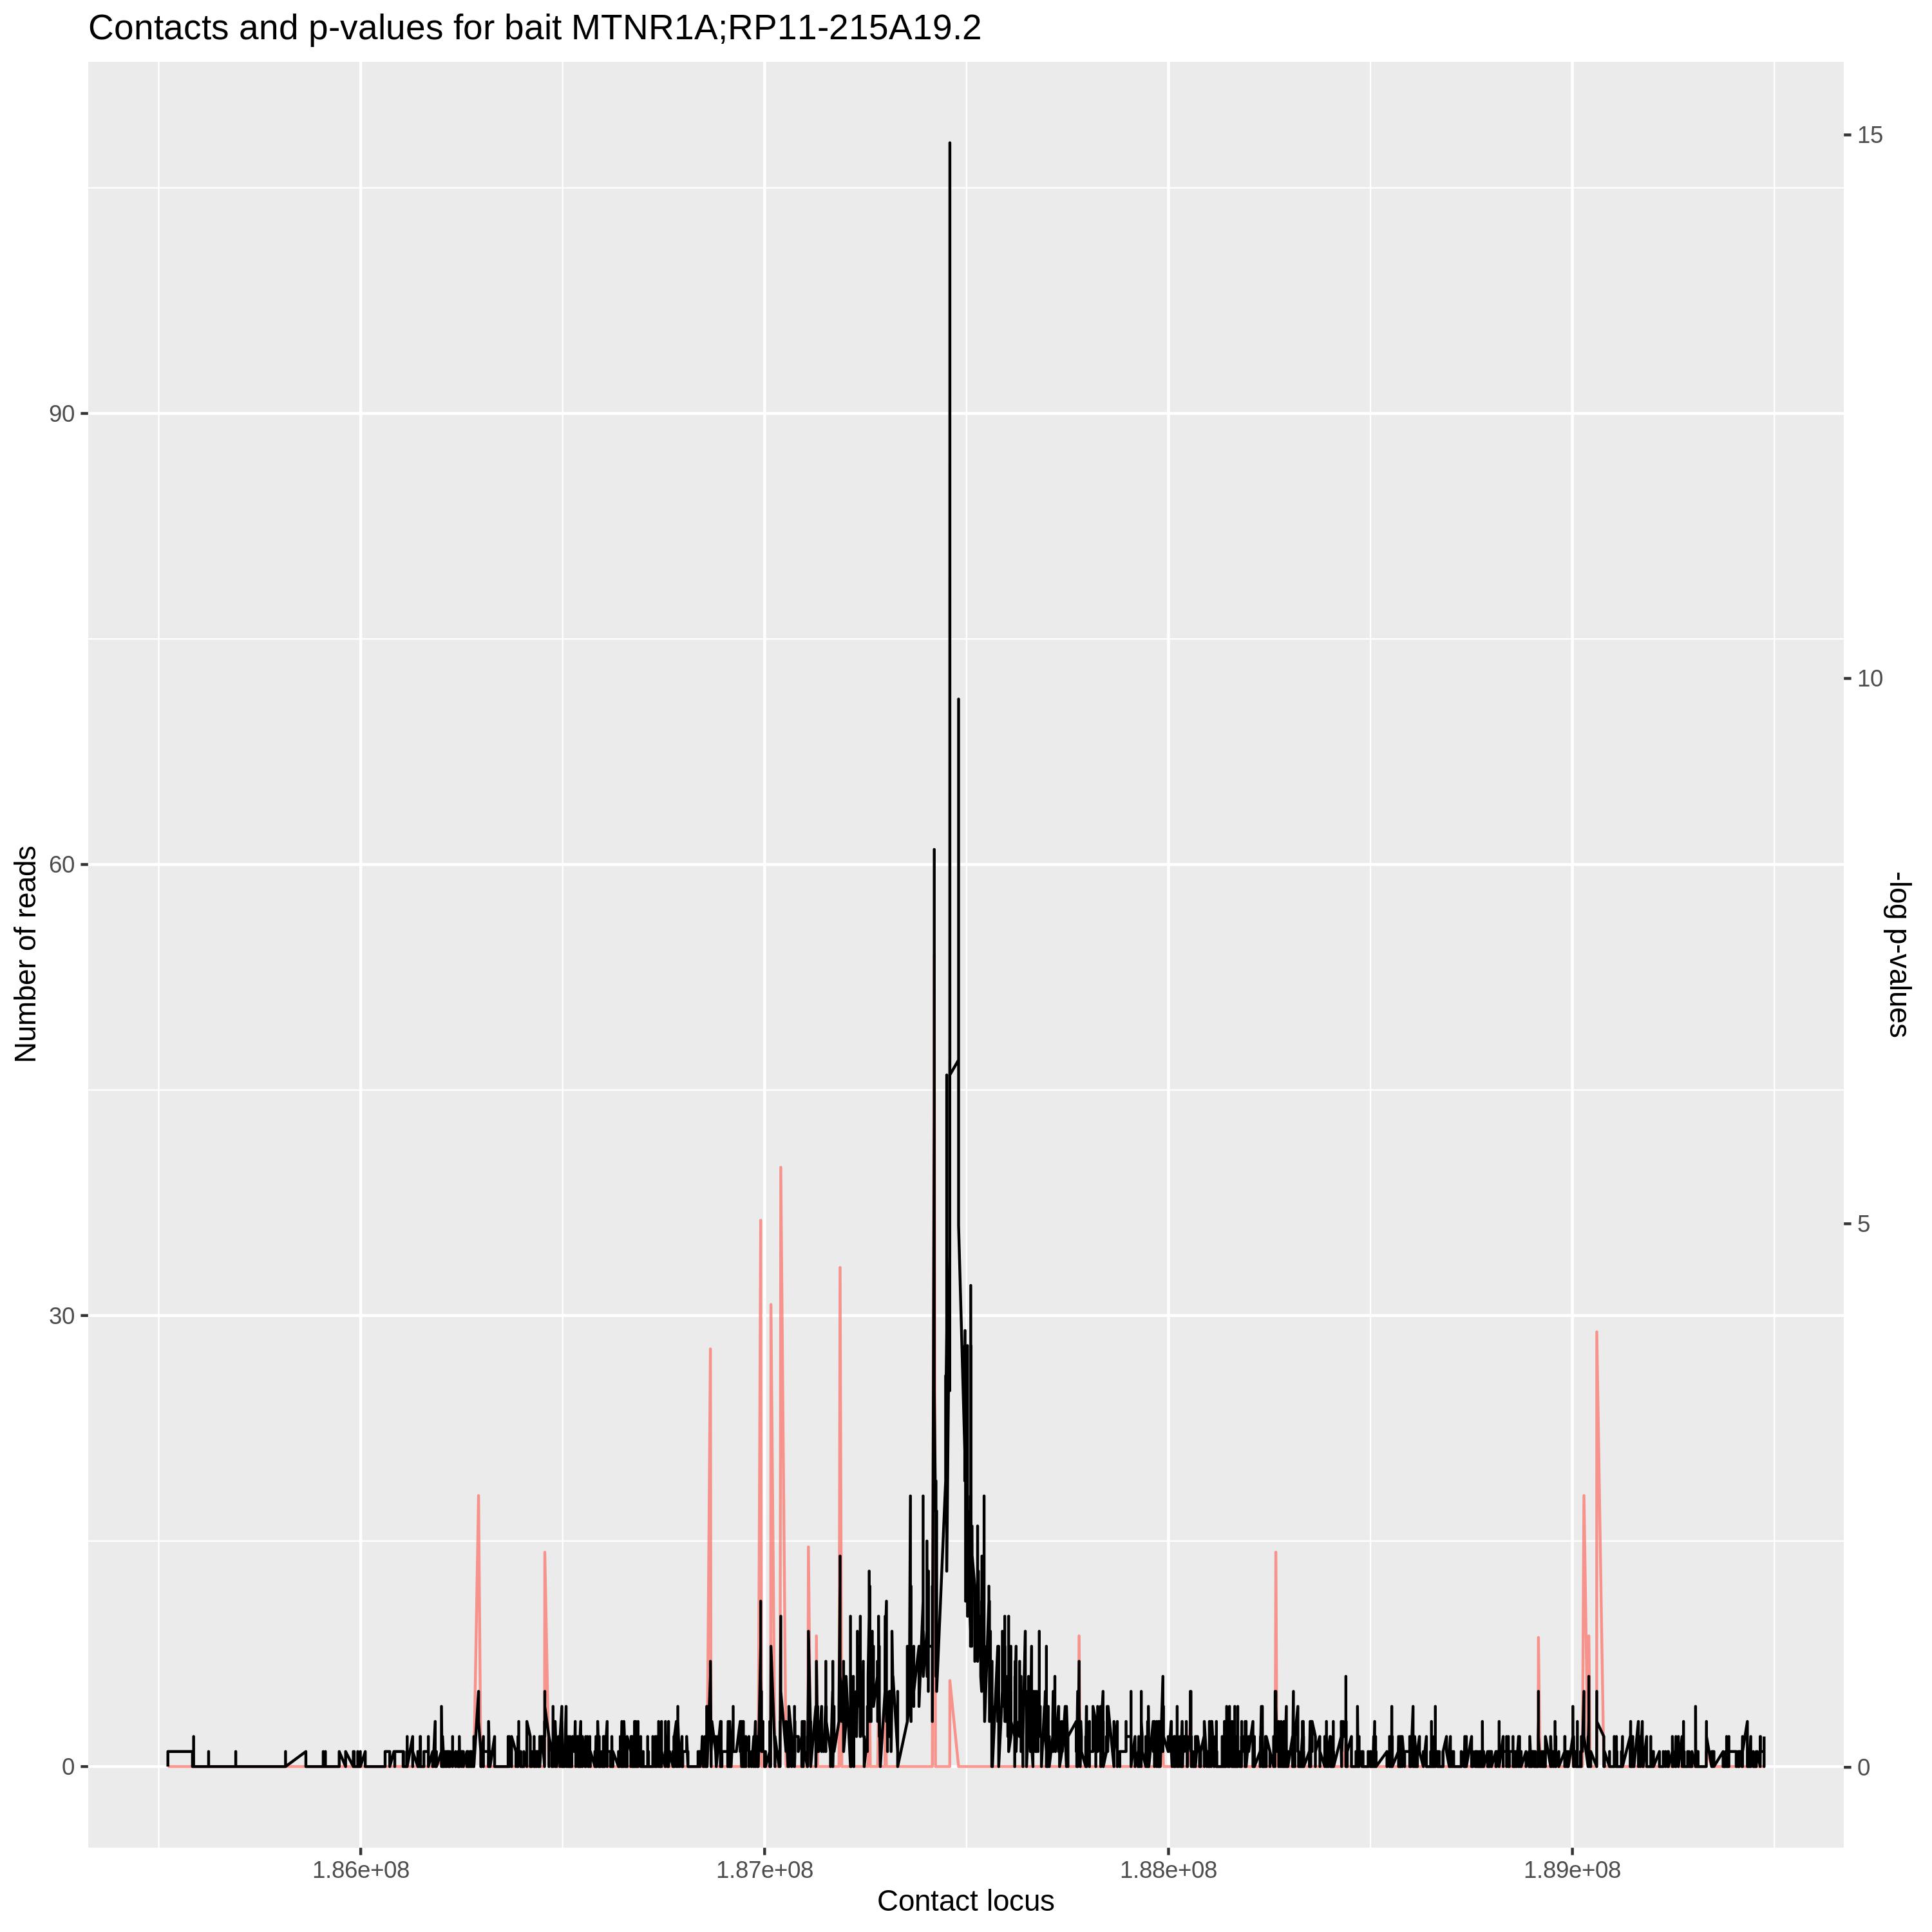 Contacts and p-values for bait MTNR1A;RP11-215A19.2
15
90
10
60
Number of reads
-log p-values
5
30
0
0
1.86e+08 1.87e+08 1.88e+08 1.89e+08
Contact locus